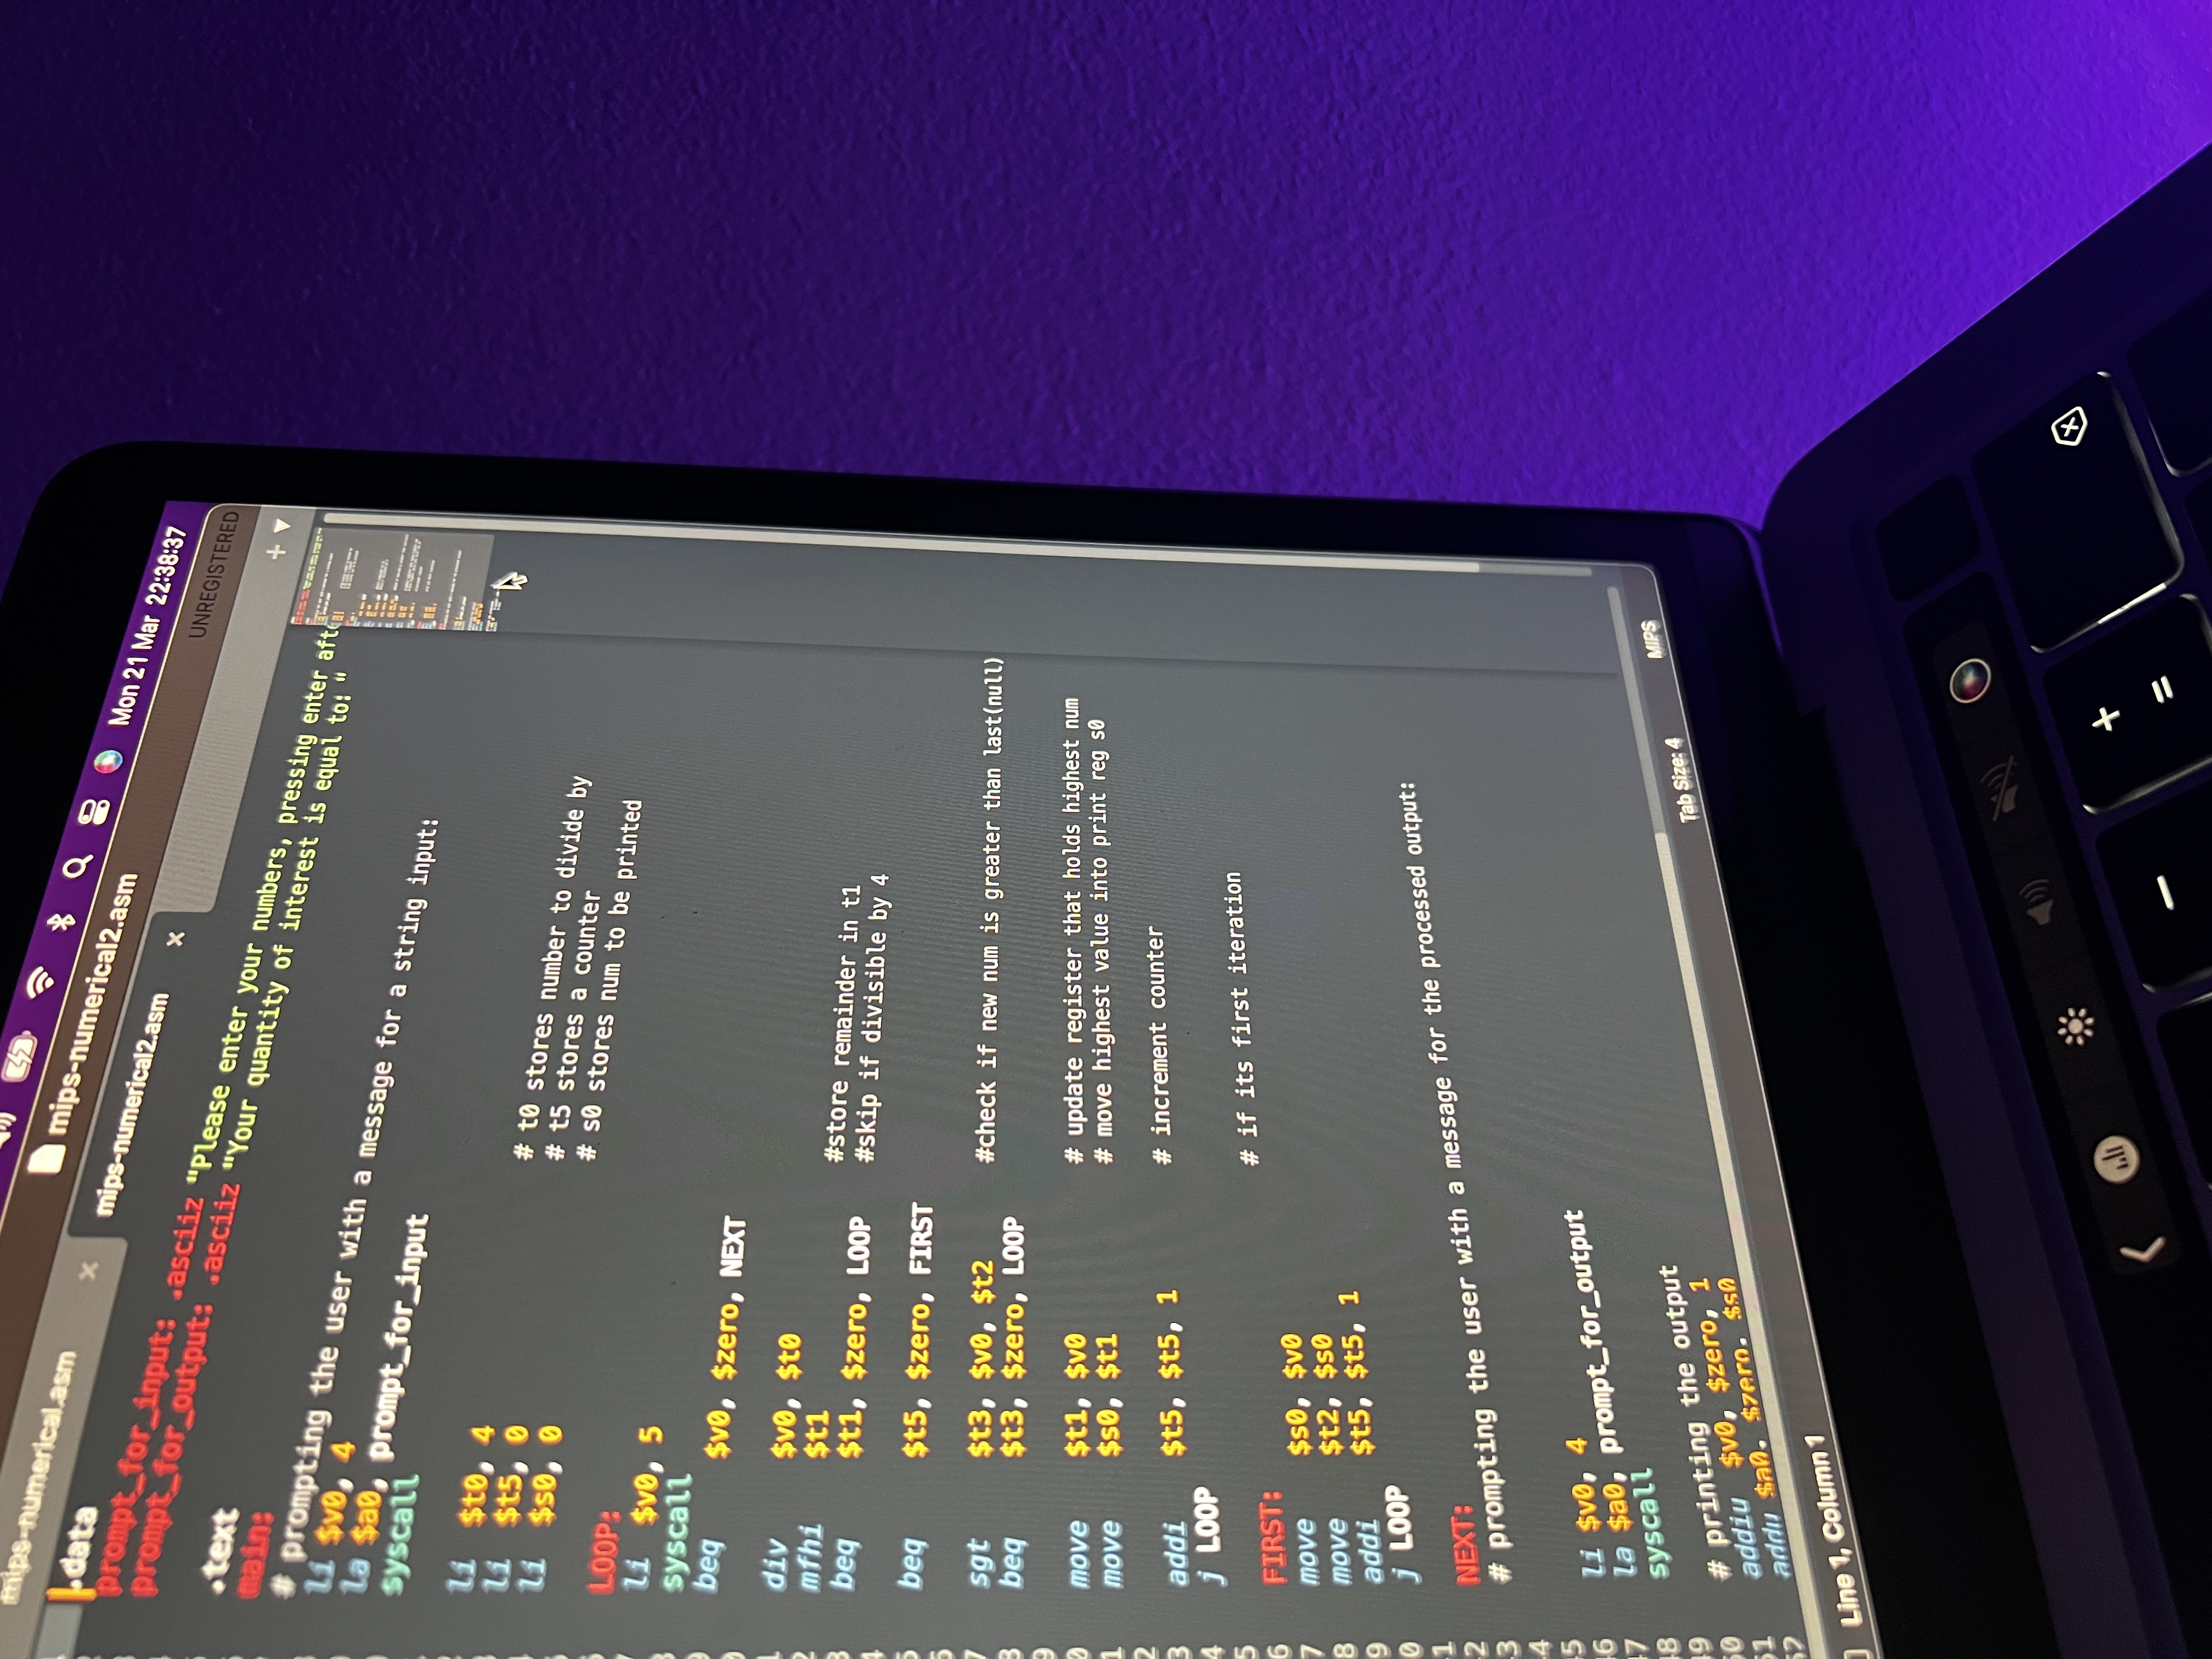 mips-numerical2.asm
Mon 21 Mar 22:38:37
mips-numerical.asm
mips-numerical2.asm
UNREGISTERED
.data
prompt_for_input: .asciiz "Please enter your numbers, pressing enter afte
prompt_for_output: .asciiz "Your quantity of interest is equal to: "
.text
main:
# prompting the user with a message for a string input:
li $v0, 4
la $a0, prompt_for_input
syscall
li $t0, 4 # t0 stores number to divide by
li $t5, 0 # t5 stores a counter
li $s0, 0 # s0 stores num to be printed
LOOP:
li $v0, 5
syscall
beq $v0, $zero, NEXT
div $v0, $t0
mfhi $t1 #store remainder in t1
beq $t1, $zero, LOOP #skip if divisible by 4
beq $t5, $zero, FIRST
sgt $t3, $v0, $t2 #check if new num is greater than last(null)
beq $t3, $zero, LOOP
move $t1, $v0 # update register that holds highest num
move $s0, $t1 # move highest value into print reg s0
addi $t5, $t5, 1 # increment counter
j LOOP
FIRST: # if its first iteration
move $s0, $v0
move $t2, $s0
addi $t5, $t5, 1
j LOOP
NEXT:
# prompting the user with a message for the processed output:
li $v0, 4
la $a0, prompt_for_output
syscall
# printing the output
addiu $v0, $zero, 1
addu $a0, $zero, $s0
Line 1, Column 1
Tab Size: 4
MIPS
+
- =